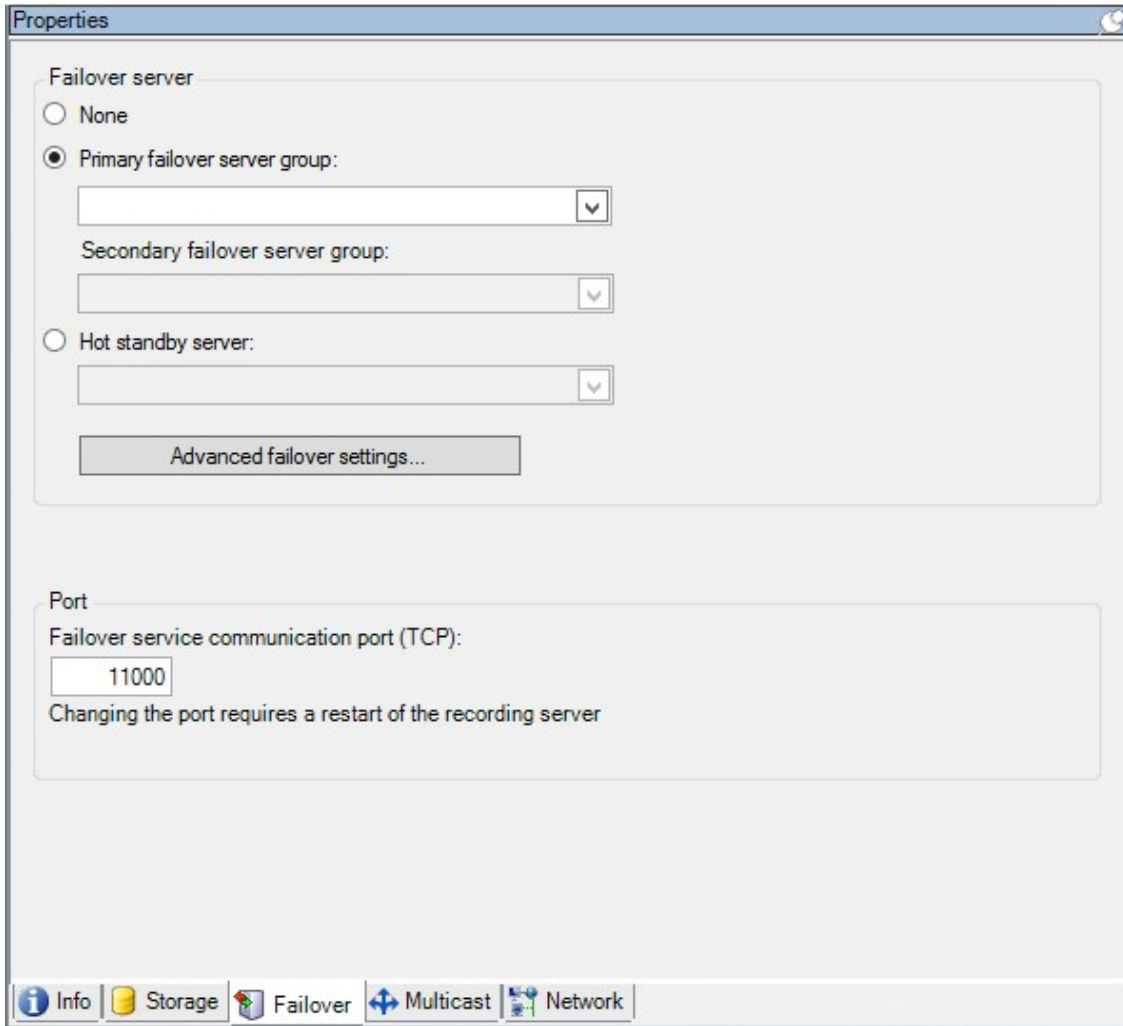 Properties
Failover server
None
Primary failover server group:
Secondary failover server group:
Hot standby server:
Advanced failover settings...
Port
Failover service communication port (TCP):
11000
Changing the port requires a restart of the recording server
Info Storage Failover Multicast Network